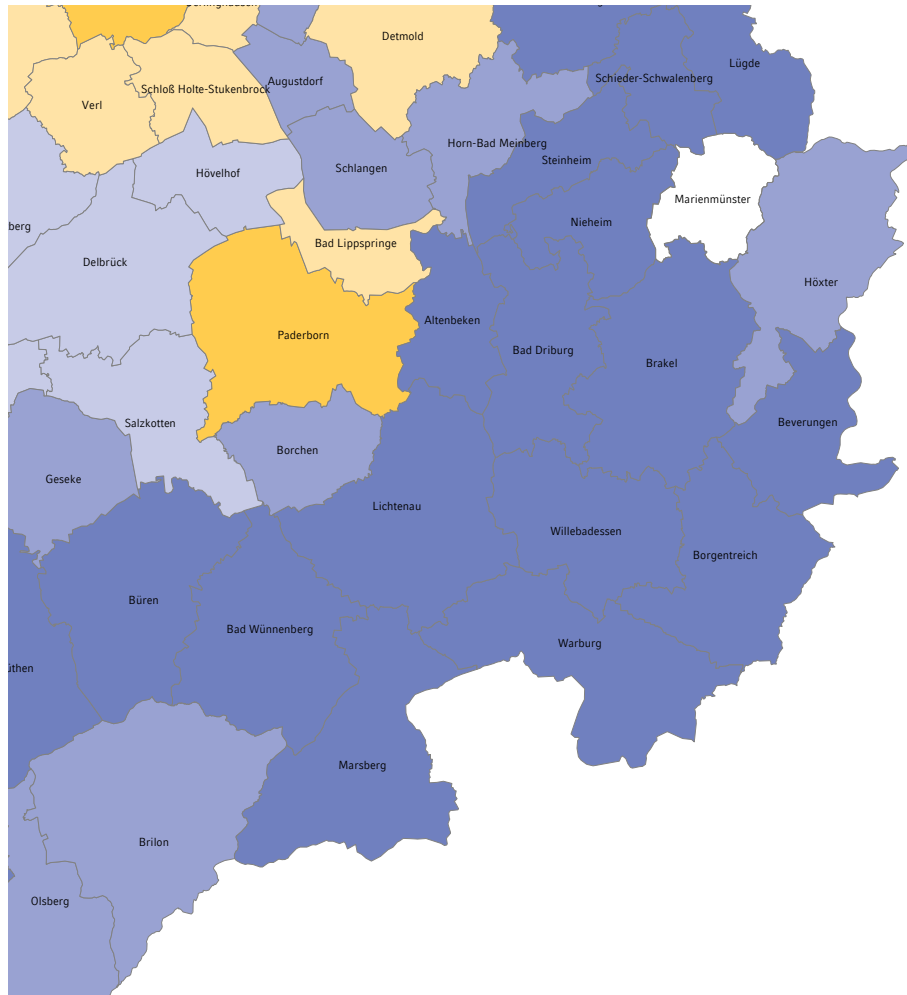 Detmold
Lügde
Schieder-Schwalenberg
Augustdorf
Schloß Holte-Stukenbrock
Verl
Horn-Bad Meinberg
Steinheim
Schlangen
Hövelhof
Marienmünster
Nieheim
berg
Bad Lippspringe
Delbrück
Höxter
Altenbeken
Paderborn
Bad Driburg
Brakel
Salzkotten
Beverungen
Borchen
Geseke
Lichtenau
Willebadessen
Borgentreich
Büren
Bad Wünnenberg
Warburg
üthen
Marsberg
Brilon
Olsberg